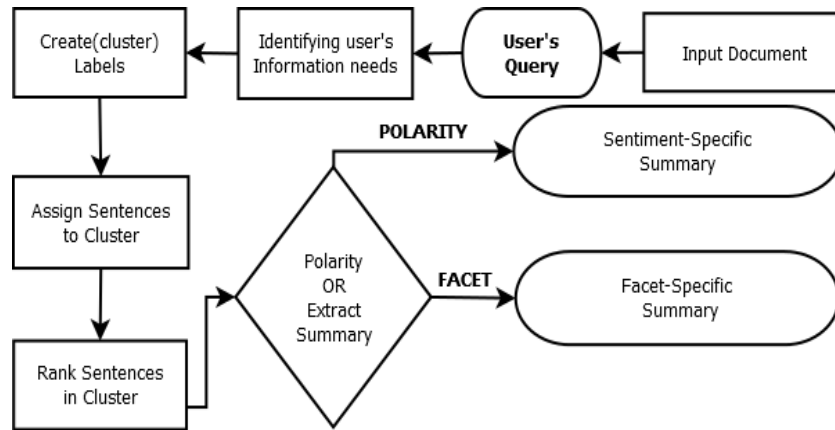 Create(cluster)
Labels
Identifying user's
Information needs
User's
Query
Input Document
POLARITY
Sentiment-Specific
Summary
Assign Sentences
to Cluster
Polarity
OR
Extract
Summary
FACET
Facet-Specific
Summary
Rank Sentences
in Cluster